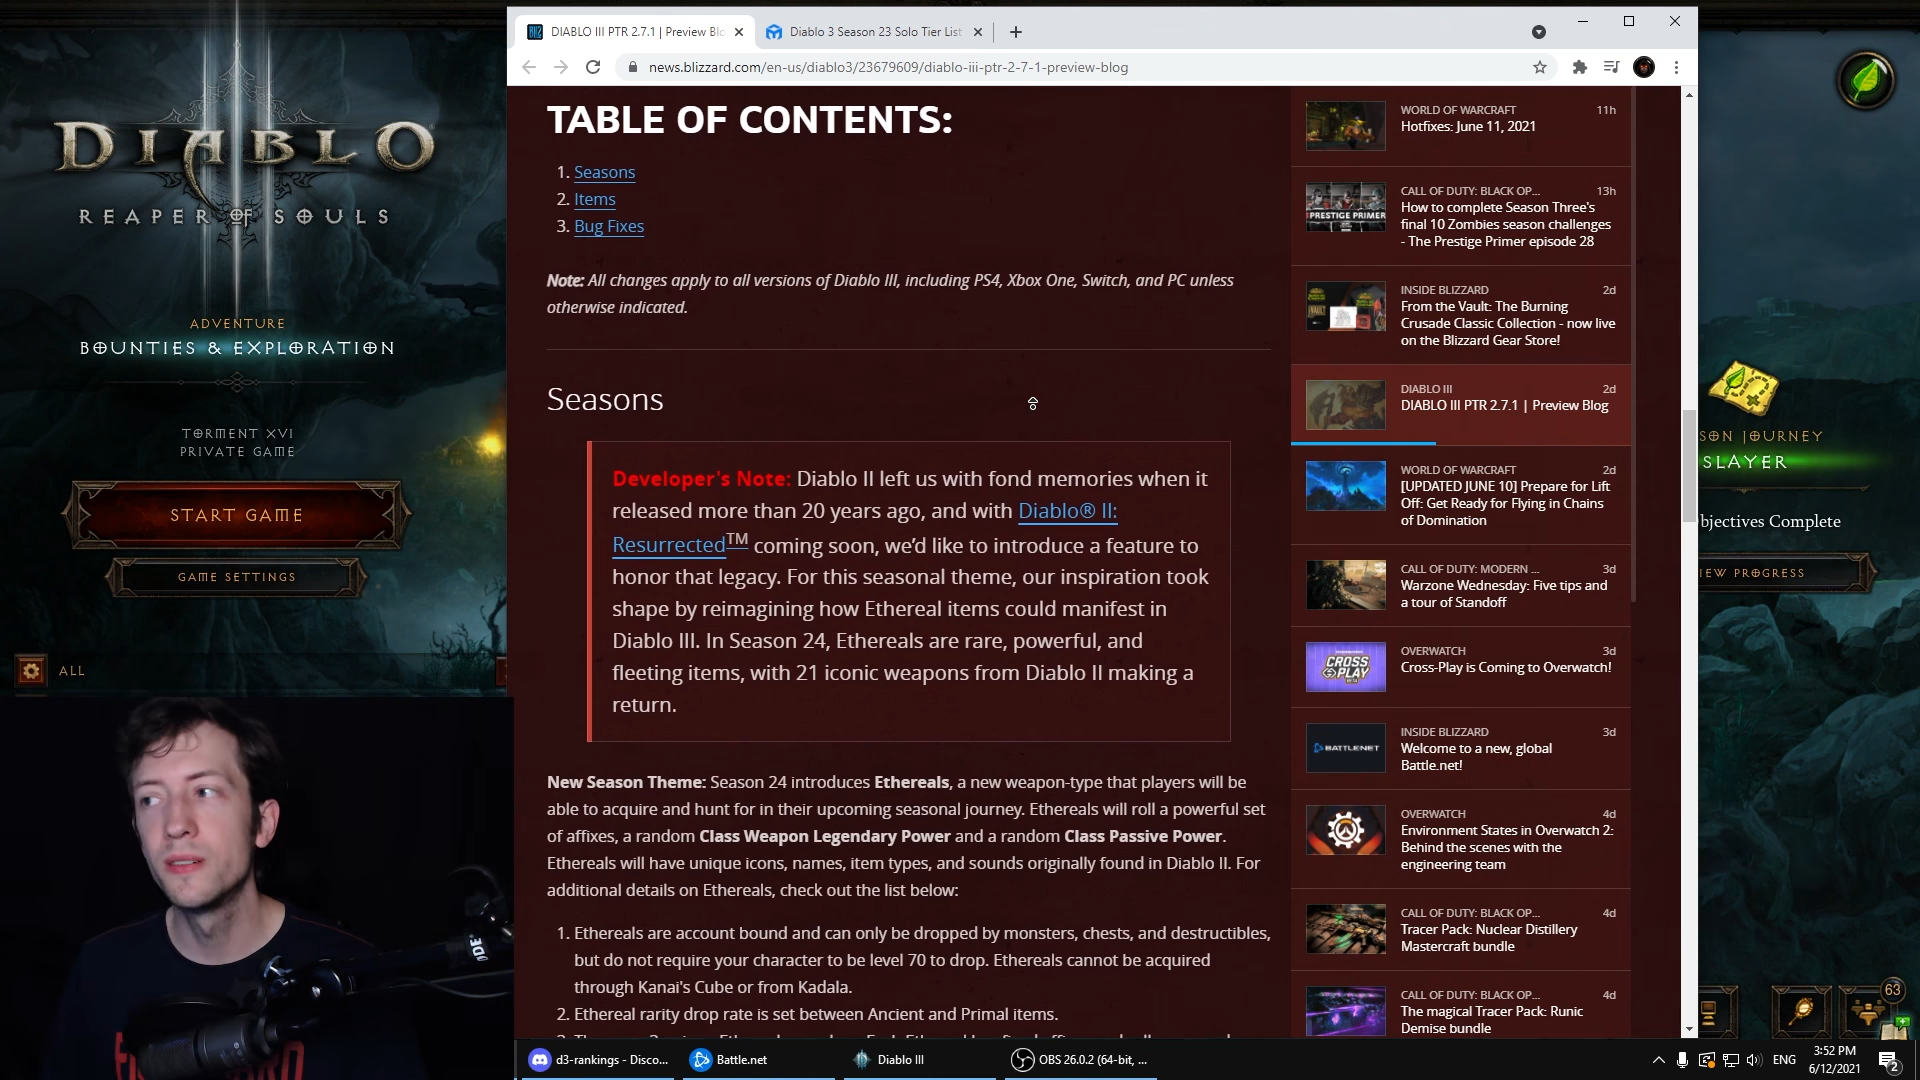 DIABLO
REAPER OF SOULS
ADVENTURE
BOUNTIES & EXPLORATION
TORMENT XVI
PRIVATE GAME
START GAME
GAME SETTINGS
ALL
DIABLO III PTR 2.7.1 | Preview Blo
Diablo 3 Season 23 Solo Tier List
news.blizzard.com/en-us/diablo3/23679609/diablo-iii-ptr-2-7-1-preview-blog
TABLE OF CONTENTS:
1. Seasons
2. Items
3. Bug Fixes
Note: All changes apply to all versions of Diablo III, including PS4, Xbox One, Switch, and PC unless
otherwise indicated.
Seasons
Developer's Note: Diablo II left us with fond memories when it
released more than 20 years ago, and with Diablo® II:
Resurrected™ coming soon, we'd like to introduce a feature to
honor that legacy. For this seasonal theme, our inspiration took
shape by reimagining how Ethereal items could manifest in
Diablo III. In Season 24, Ethereals are rare, powerful, and
fleeting items, with 21 iconic weapons from Diablo II making a
return.
New Season Theme: Season 24 introduces Ethereals, a new weapon-type that players will be
able to acquire and hunt for in their upcoming seasonal journey. Ethereals will roll a powerful set
of affixes, a random Class Weapon Legendary Power and a random Class Passive Power.
Ethereals will have unique icons, names, item types, and sounds originally found in Diablo II. For
additional details on Ethereals, check out the list below:
1. Ethereals are account bound and can only be dropped by monsters, chests, and destructibles,
but do not require your character to be level 70 to drop. Ethereals cannot be acquired
through Kanai's Cube or from Kadala.
2. Ethereal rarity drop rate is set between Ancient and Primal items.
WORLD OF WARCRAFT 11h
Hotfixes: June 11, 2021
PRESTIGE PRIMER
CALL OF DUTY: BLACK OP... 13h
How to complete Season Three's
final 10 Zombies season challenges
- The Prestige Primer episode 28
INSIDE BLIZZARD 2d
From the Vault: The Burning
Crusade Classic Collection - now live
on the Blizzard Gear Store!
DIABLO III 2d
DIABLO III PTR 2.7.1 | Preview Blog
WORLD OF WARCRAFT 2d
[UPDATED JUNE 10] Prepare for Lift
Off: Get Ready for Flying in Chains
of Domination
CALL OF DUTY: MODERN ... 3d
Warzone Wednesday: Five tips and
a tour of Standoff
CROSS
PLAY
OVERWATCH 3d
Cross-Play is Coming to Overwatch!
BATTLE.NET
INSIDE BLIZZARD 3d
Welcome to a new, global
Battle.net!
OVERWATCH 4d
Environment States in Overwatch 2:
Behind the scenes with the
engineering team
CALL OF DUTY: BLACK OP... 4d
Tracer Pack: Nuclear Distillery
Mastercraft bundle
CALL OF DUTY: BLACK OP... 4d
The magical Tracer Pack: Runic
Demise bundle
SON JOURNEY
SLAYER
bjectives Complete
IEW PROGRESS
63
d3-rankings - Disco...
Battle.net
Diablo III
OBS 26.0.2 (64-bit, ...
ENG
3:52 PM
6/12/2021
2